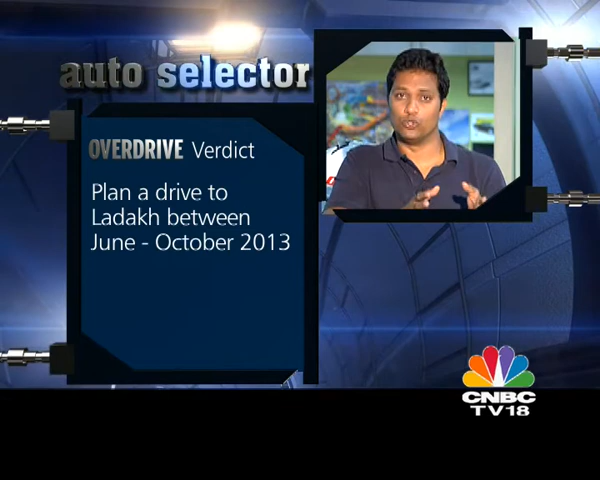 auto selector
OVERDRIVE Verdict
Plan a drive to
Ladakh between
June - October 2013
CNBC
TV18